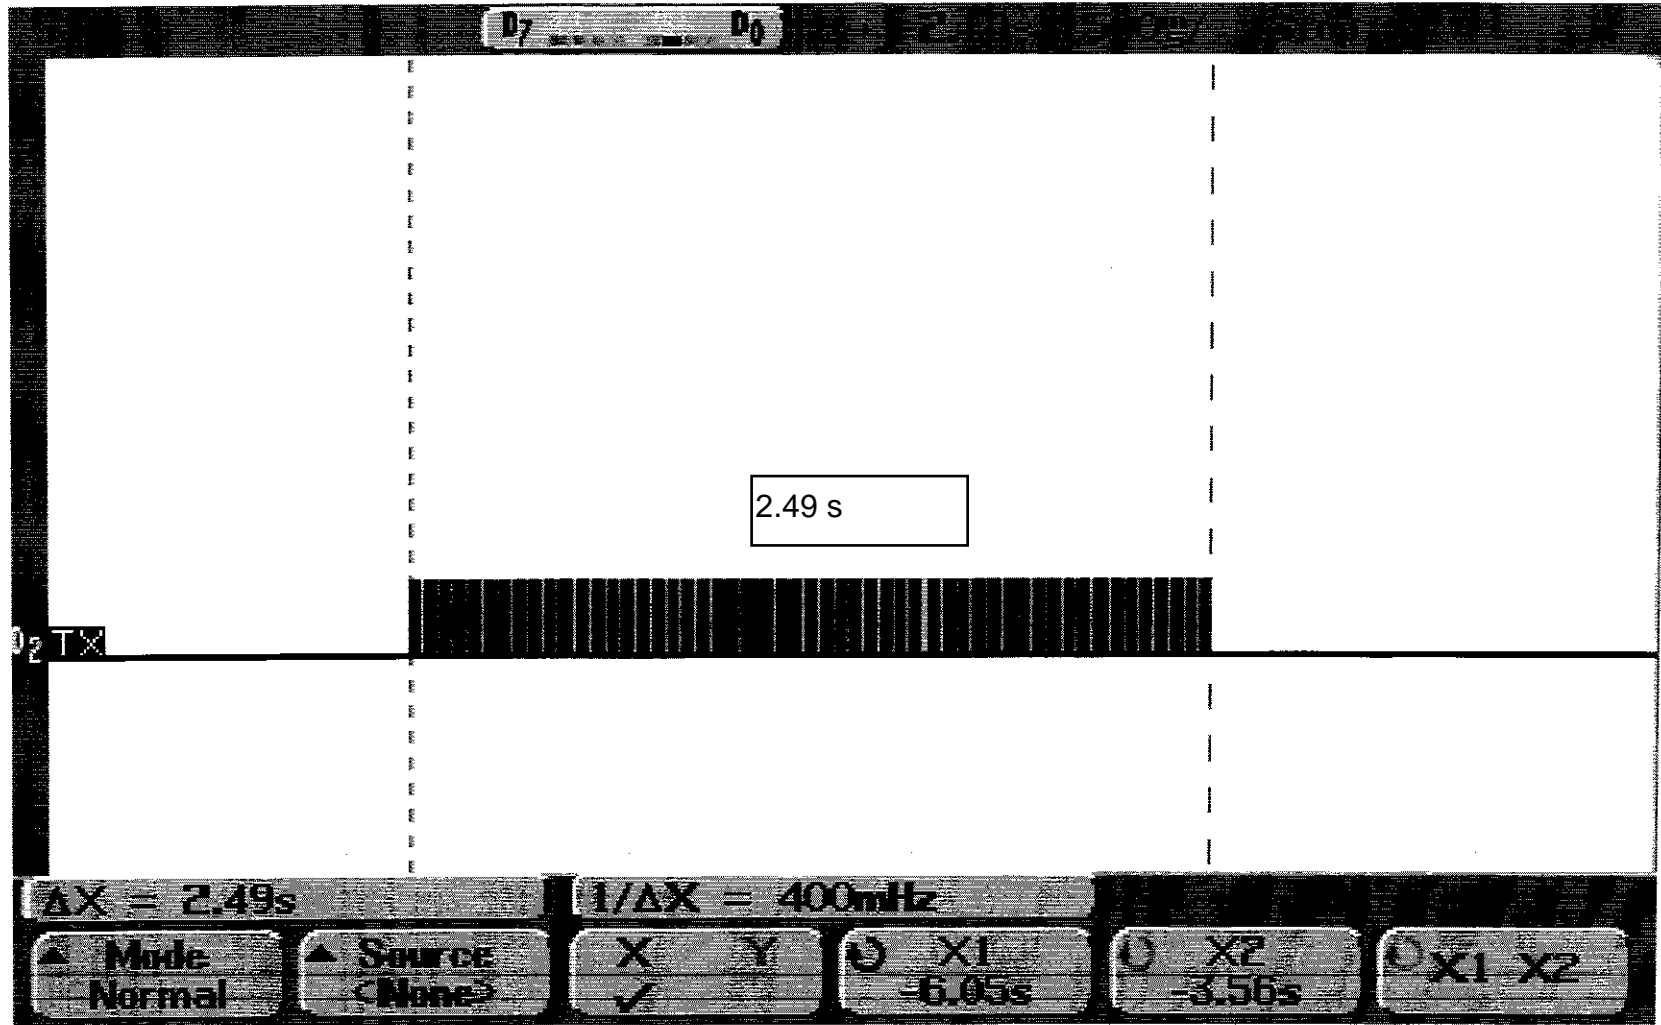 D7 D0
2.49 s
D2 TX
ΔX = 2.49s 1/ΔX = 400mHz
Mode Source X Y X1 X2 X1 X2
Normal <None> ✓ -6.05s -3.56s